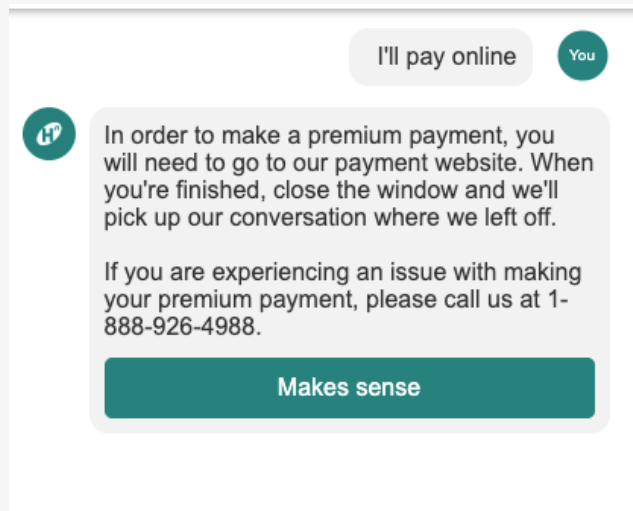 I'll pay online
You
H
In order to make a premium payment, you
will need to go to our payment website. When
you're finished, close the window and we'll
pick up our conversation where we left off.
If you are experiencing an issue with making
your premium payment, please call us at 1-
888-926-4988.
Makes sense